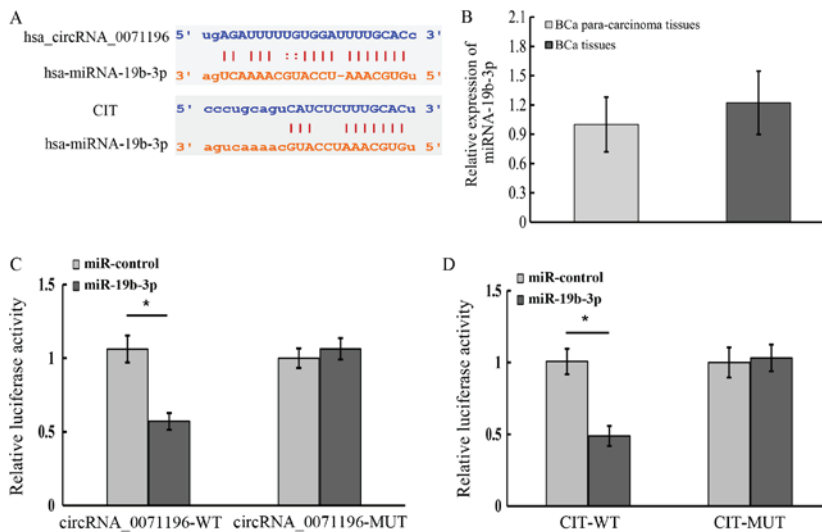 A
hsa_circRNA_0071196
5' ugAGAUUUUUGUGGAUUUUGCACc 3'
hsa-miRNA-19b-3p
3' agUCAAAACGUACCU-AAACGUGu 5'
CIT
5' cccugcaguCAUCUCUUUGCACu 3'
hsa-miRNA-19b-3p
3' agucaaaacGUACCUAAACGUGu 5'
B
Relative expression of
miRNA-19b-3p
2.1
1.8
1.5
1.2
0.9
0.6
0.3
0
BCa para-carcinoma tissues
BCa tissues
C
miR-control
miR-19b-3p
Relative luciferase activity
1.5
1
0.5
0
*
circRNA_0071196-WT
circRNA_0071196-MUT
D
miR-control
miR-19b-3p
Relative luciferase activity
1.5
1
0.5
0
*
CIT-WT
CIT-MUT